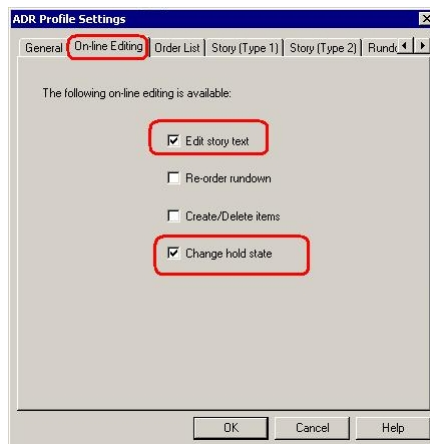 ADR Profile Settings
General On-line Editing Order List Story (Type 1) Story (Type 2)
The following on-line editing is available:
Edit story text
Re-order rundown
Create/Delete items
Change hold state
OK Cancel Help